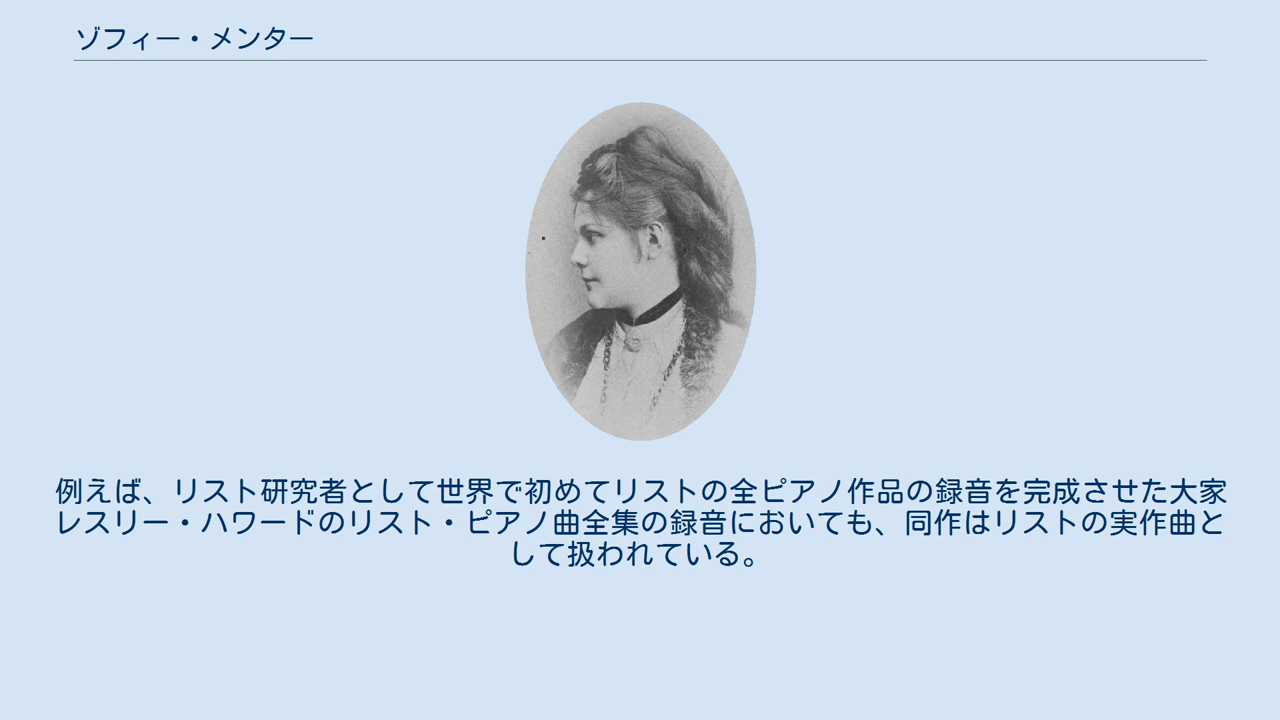 ゾフィー・メンター
例えば、リスト研究者として世界で初めてリストの全ピアノ作品の録音を完成させた大家
レスリー・ハワードのリスト・ピアノ曲全集の録音においても、同作はリストの実作曲と
して扱われている。